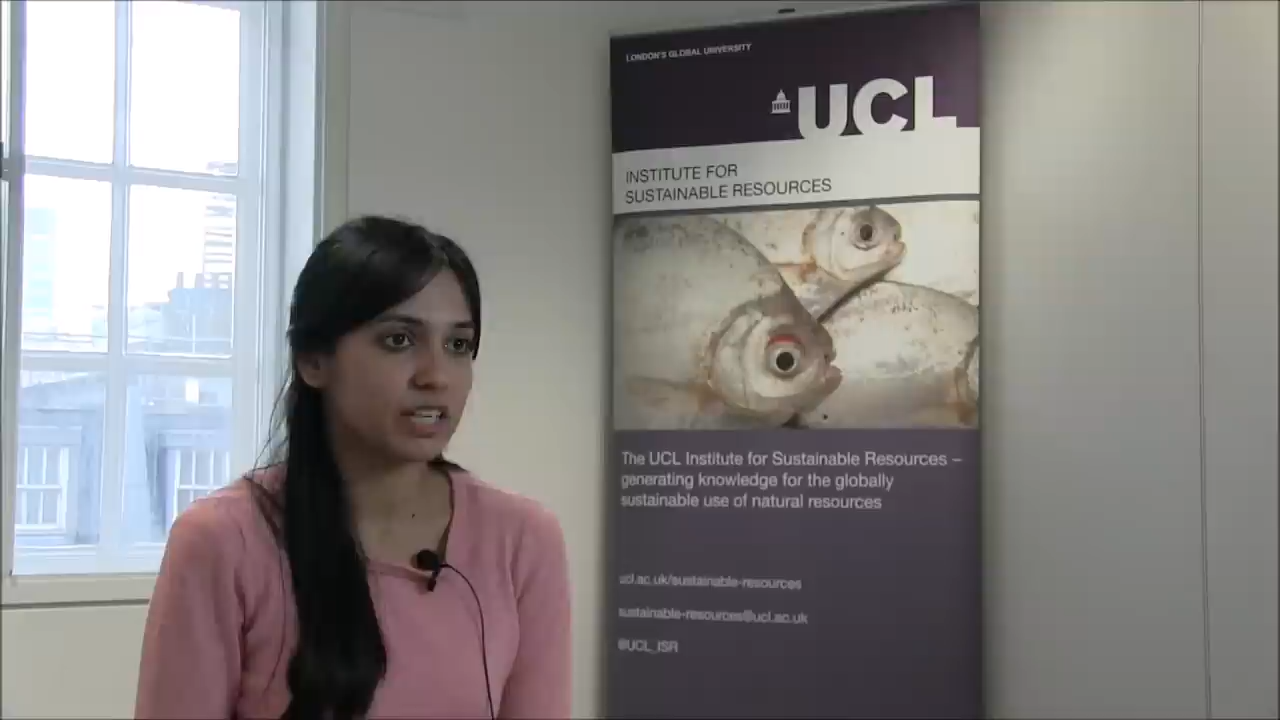 LONDON'S GLOBAL UNIVERSITY
UCL
INSTITUTE FOR
SUSTAINABLE RESOURCES
The UCL Institute for Sustainable Resources –
generating knowledge for the globally
sustainable use of natural resources
ucl.ac.uk/sustainable-resources
sustainable-resources@ucl.ac.uk
@UCL_ISR